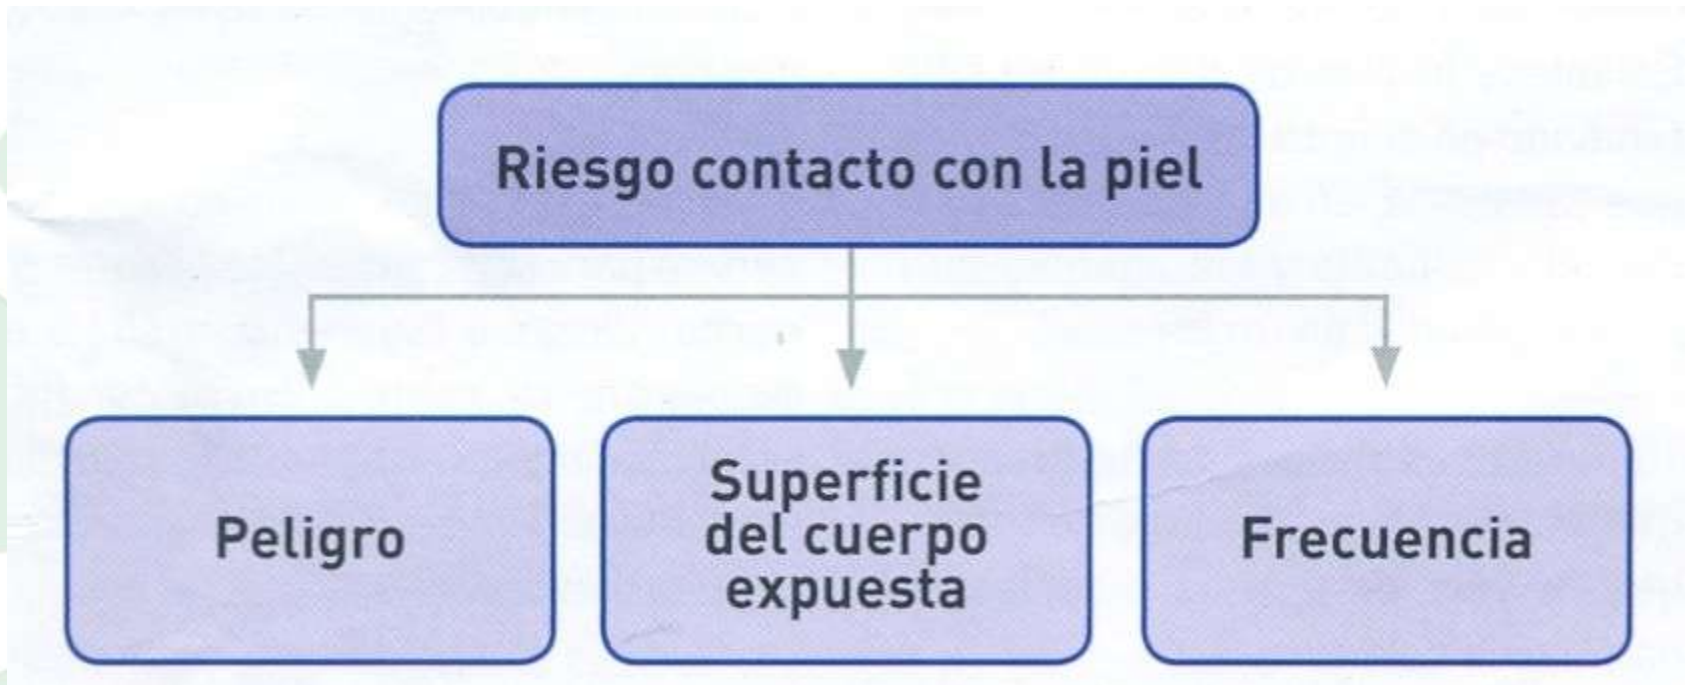 Riesgo contacto con la piel
Peligro
Superficie
del cuerpo
expuesta
Frecuencia